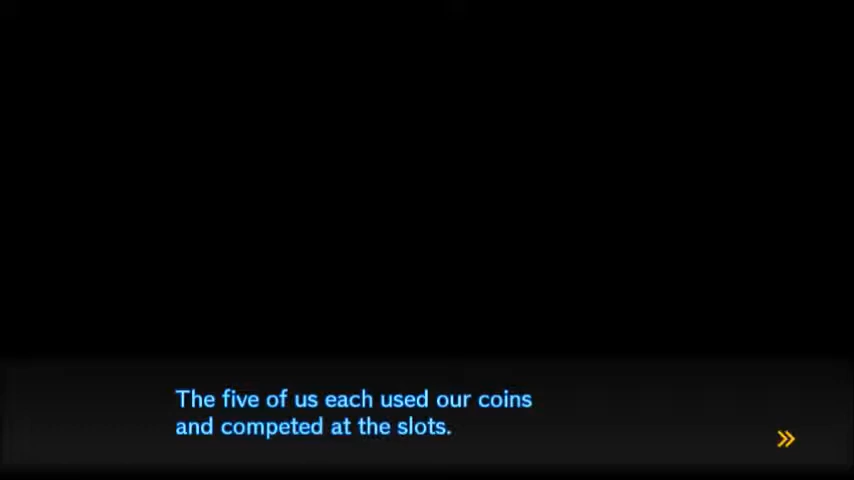 The five of us each used our coins
and competed at the slots.